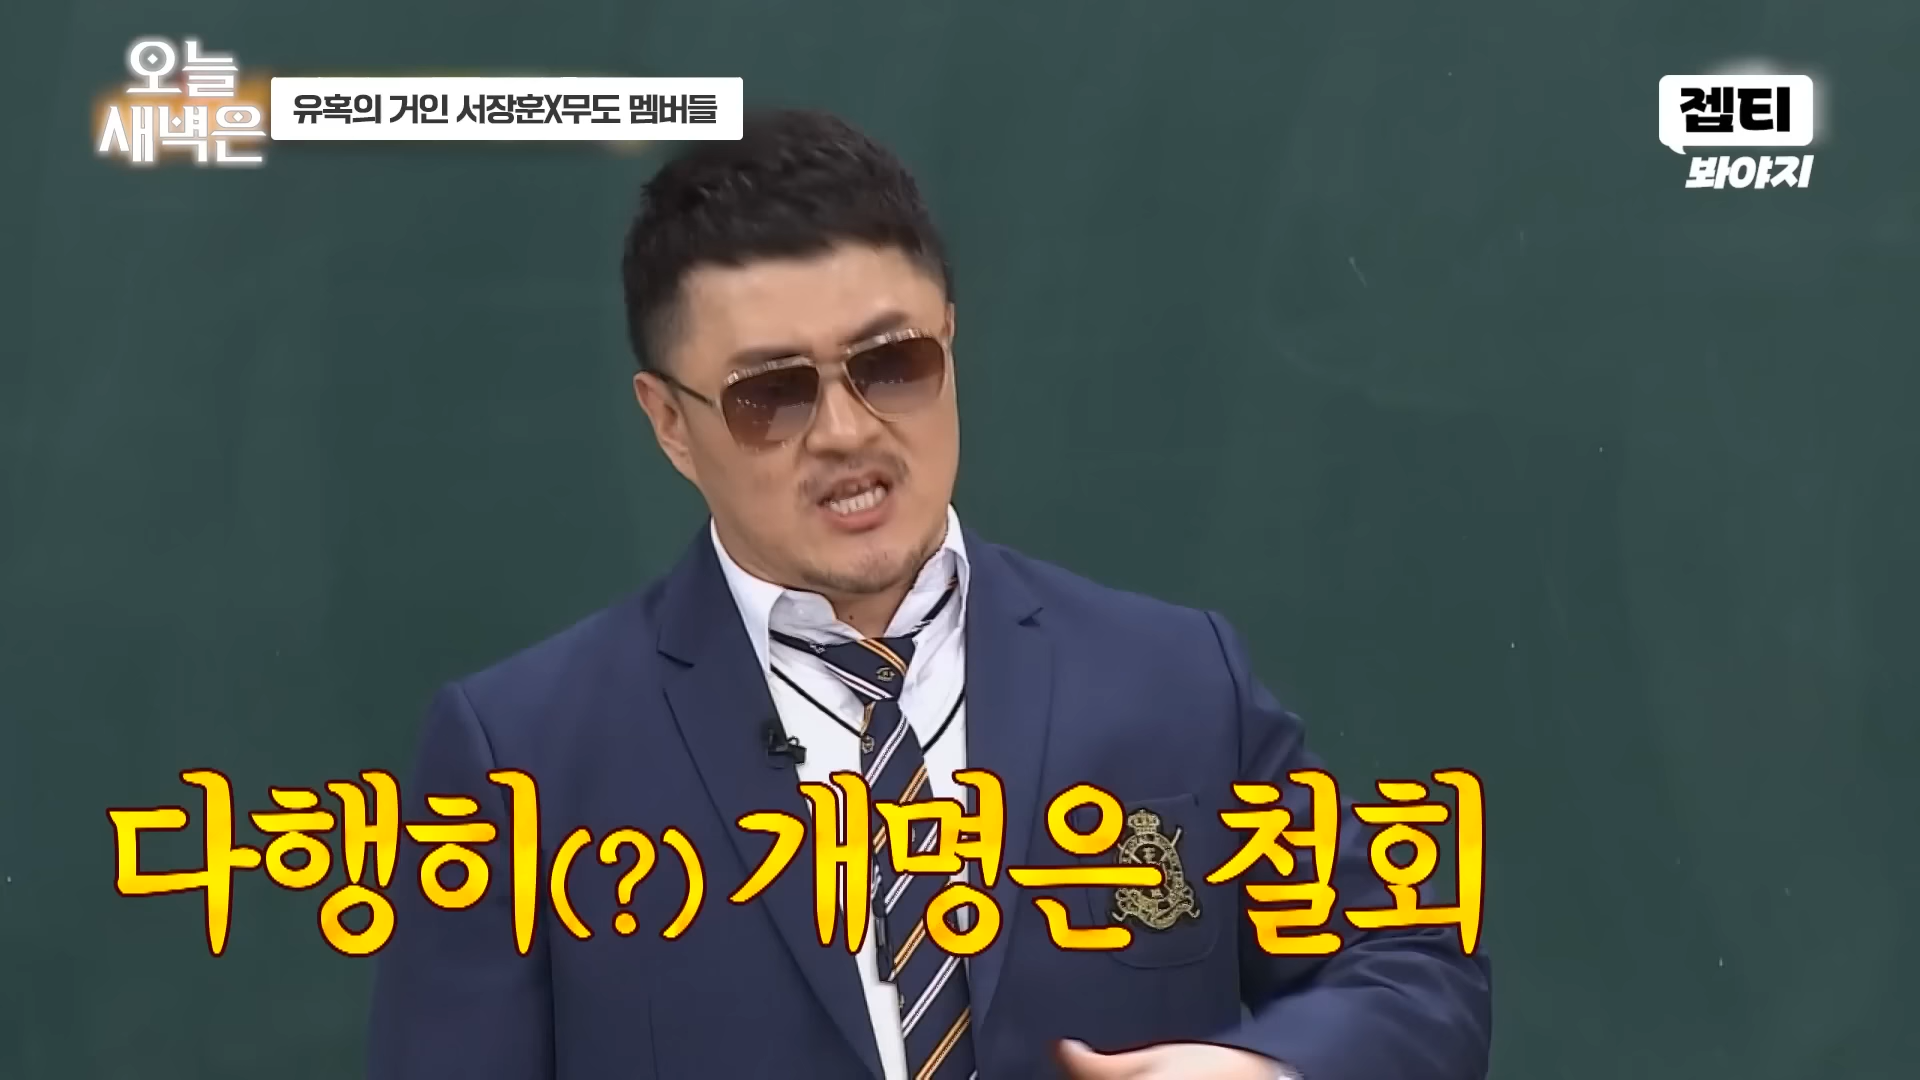 오늘
새벽은
유혹의 거인 서장훈X무도 멤버들
젭티
봐야지
다행히(?) 개명은 철회